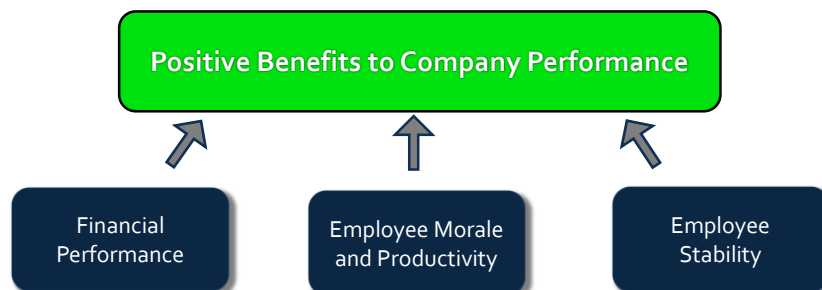 Positive Benefits to Company Performance
Financial
Performance
Employee Morale
and Productivity
Employee
Stability